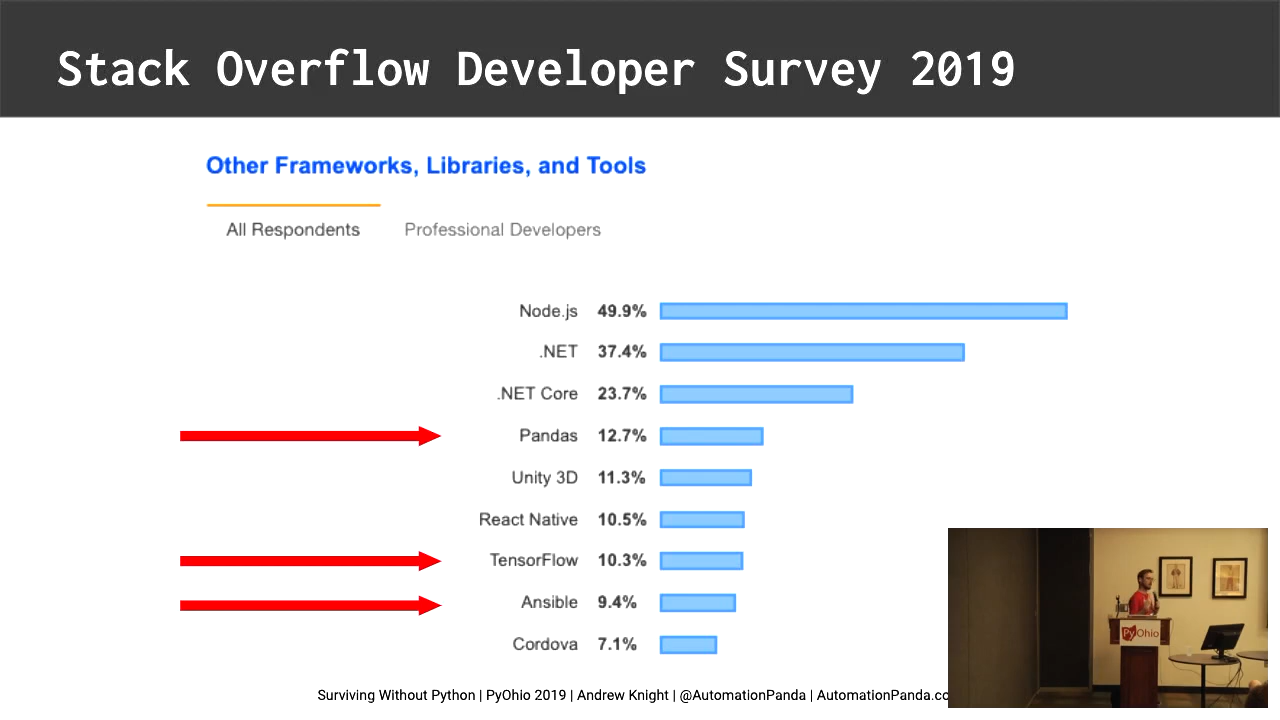 Stack Overflow Developer Survey 2019
Other Frameworks, Libraries, and Tools
All Respondents Professional Developers
Node.js 49.9%
.NET 37.4%
.NET Core 23.7%
Pandas 12.7%
Unity 3D 11.3%
React Native 10.5%
TensorFlow 10.3%
Ansible 9.4%
Cordova 7.1%
PyOhio
Surviving Without Python | PyOhio 2019 | Andrew Knight | @AutomationPanda | AutomationPanda.co